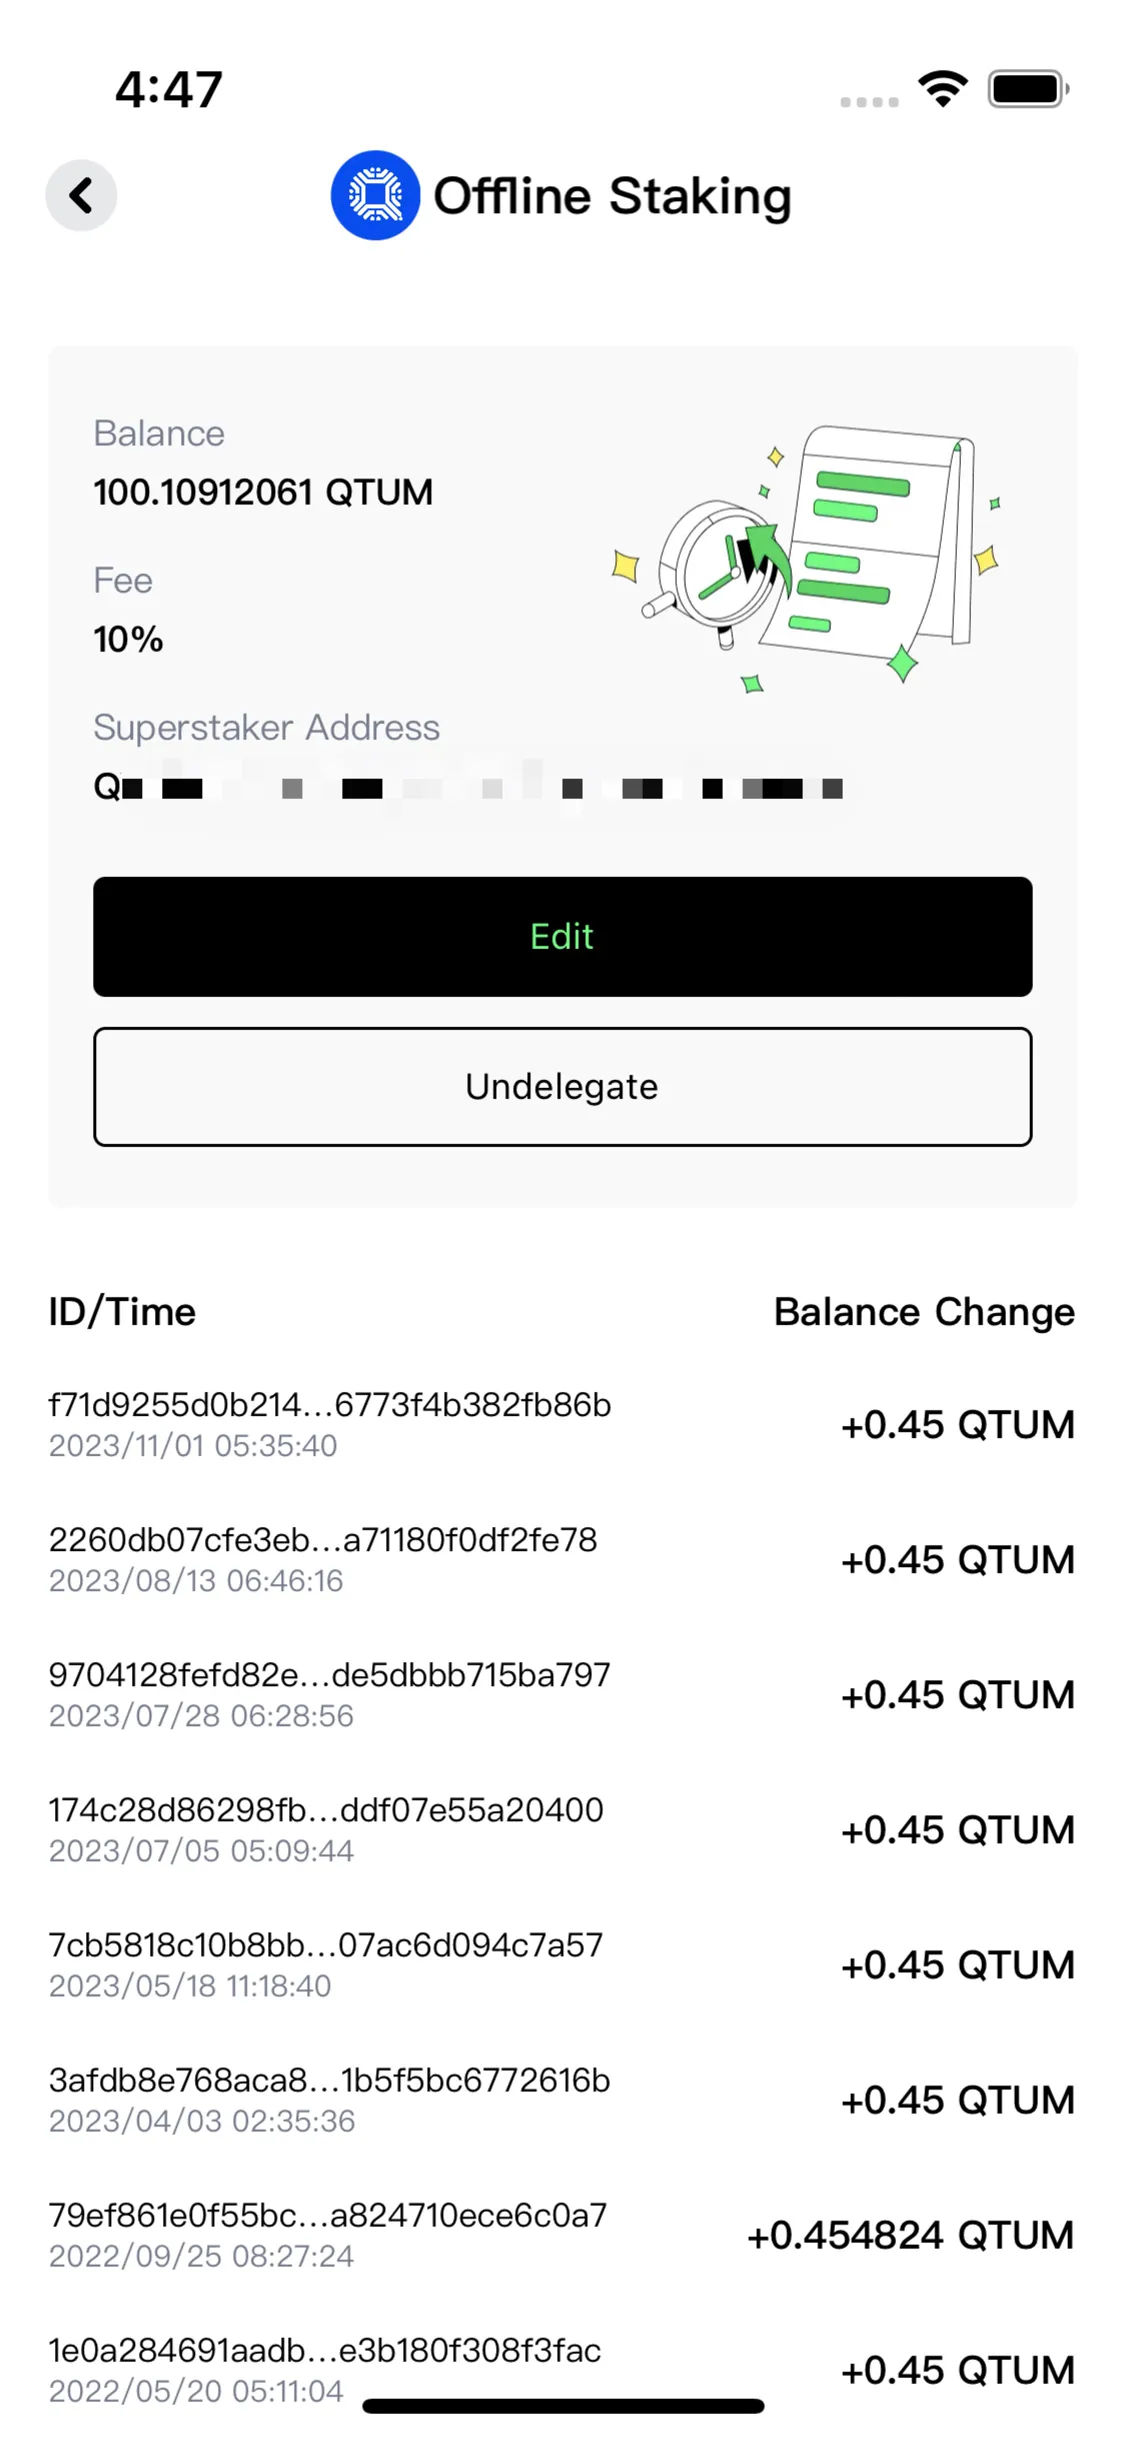 4:47
Offline Staking
Balance
100.10912061 QTUM
Fee
10%
Superstaker Address
Q
Edit
Undelegate
ID/Time Balance Change
f71d9255d0b214...6773f4b382fb86b
2023/11/01 05:35:40
+0.45 QTUM
2260db07cfe3eb...a71180f0df2fe78
2023/08/13 06:46:16
+0.45 QTUM
9704128fefd82e...de5dbbb715ba797
2023/07/28 06:28:56
+0.45 QTUM
174c28d86298fb...ddf07e55a20400
2023/07/05 05:09:44
+0.45 QTUM
7cb5818c10b8bb...07ac6d094c7a57
2023/05/18 11:18:40
+0.45 QTUM
3afdb8e768aca8...1b5f5bc6772616b
2023/04/03 02:35:36
+0.45 QTUM
79ef861e0f55bc...a824710ece6c0a7
2022/09/25 08:27:24
+0.454824 QTUM
1e0a284691aadb...e3b180f308f3fac
2022/05/20 05:11:04
+0.45 QTUM